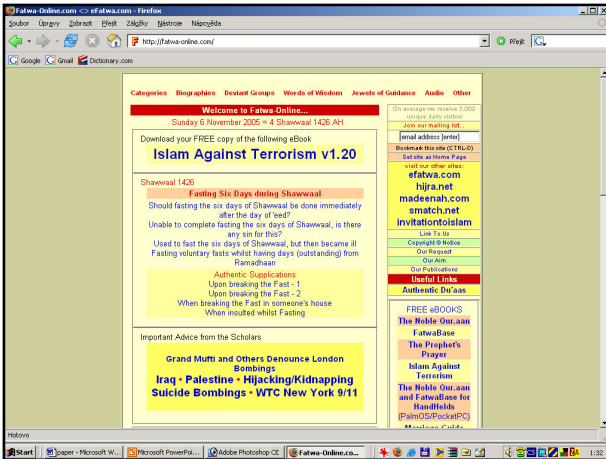 Fatwa-Online.com <> eFatwa.com - Firefox
Soubor Úpravy Zobrazit Přejít Záložky Nástroje Nápověda
http://fatwa-online.com/ Přejít
Google Gmail Dictionary.com
Categories Biographies Deviant Groups Words of Wisdom Jewels of Guidance Audio Other
Welcome to Fatwa-Online...
Sunday 6 November 2005 = 4 Shawwaal 1426 AH
Download your FREE copy of the following eBook
Islam Against Terrorism v1.20
Shawwaal 1426
Fasting Six Days during Shawwaal
Should fasting the six days of Shawwaal be done immediately
after the day of 'eed?
Unable to complete fasting the six days of Shawwaal, is there
any sin for this?
Used to fast the six days of Shawwaal, but then became ill
Fasting voluntary fasts whilst having days (outstanding) from
Ramadhaan
Authentic Supplications
Upon breaking the Fast - 1
Upon breaking the Fast - 2
When breaking the Fast in someone's house
When insulted whilst Fasting
Important Advice from the Scholars
Grand Mufti and Others Denounce London
Bombings
Iraq • Palestine • Hijacking/Kidnapping
Suicide Bombings • WTC New York 9/11
On average we receive 3,000
unique daily visitors
Join our mailing list...
email address [enter]
Bookmark this site (CTRL-D)
Set site as Home Page
visit our other sites:
efatwa.com
hijra.net
madeenah.com
smatch.net
invitationtoislam
Link To Us
Copyright © Notice
Our Request
Our Aim
Our Publications
Useful Links
Authentic Du'aas
FREE eBOOKS
The Noble Qur.aan
FatwaBase
The Prophet's
Prayer
Islam Against
Terrorism
The Noble Qur.aan
and FatwaBase for
HandHelds
(PalmOS/PocketPC)
Marriage Guide
Hotovo
Start paper - Microsoft W... Microsoft PowerPoi... Adobe Photoshop CE Fatwa-Online.co... 1:32